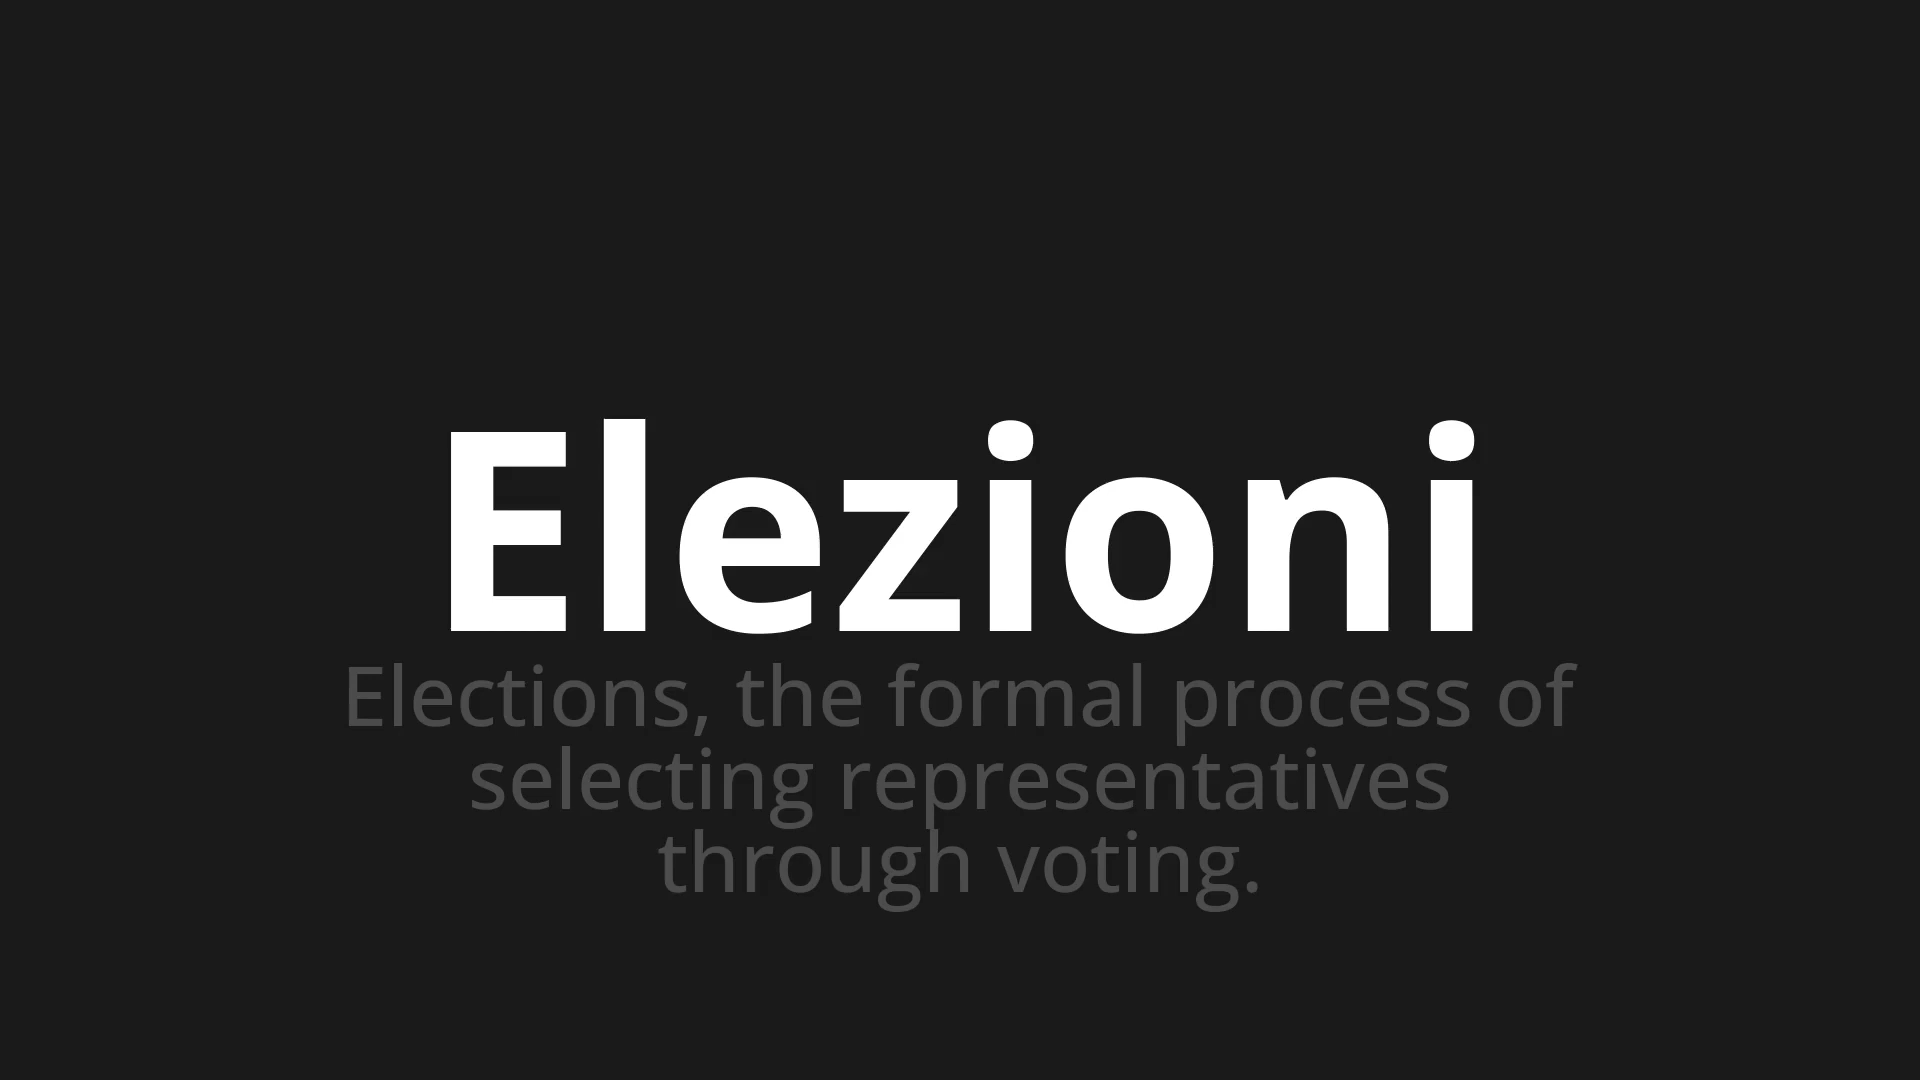 Elezioni
Elections, the formal process of
selecting representatives
through voting.